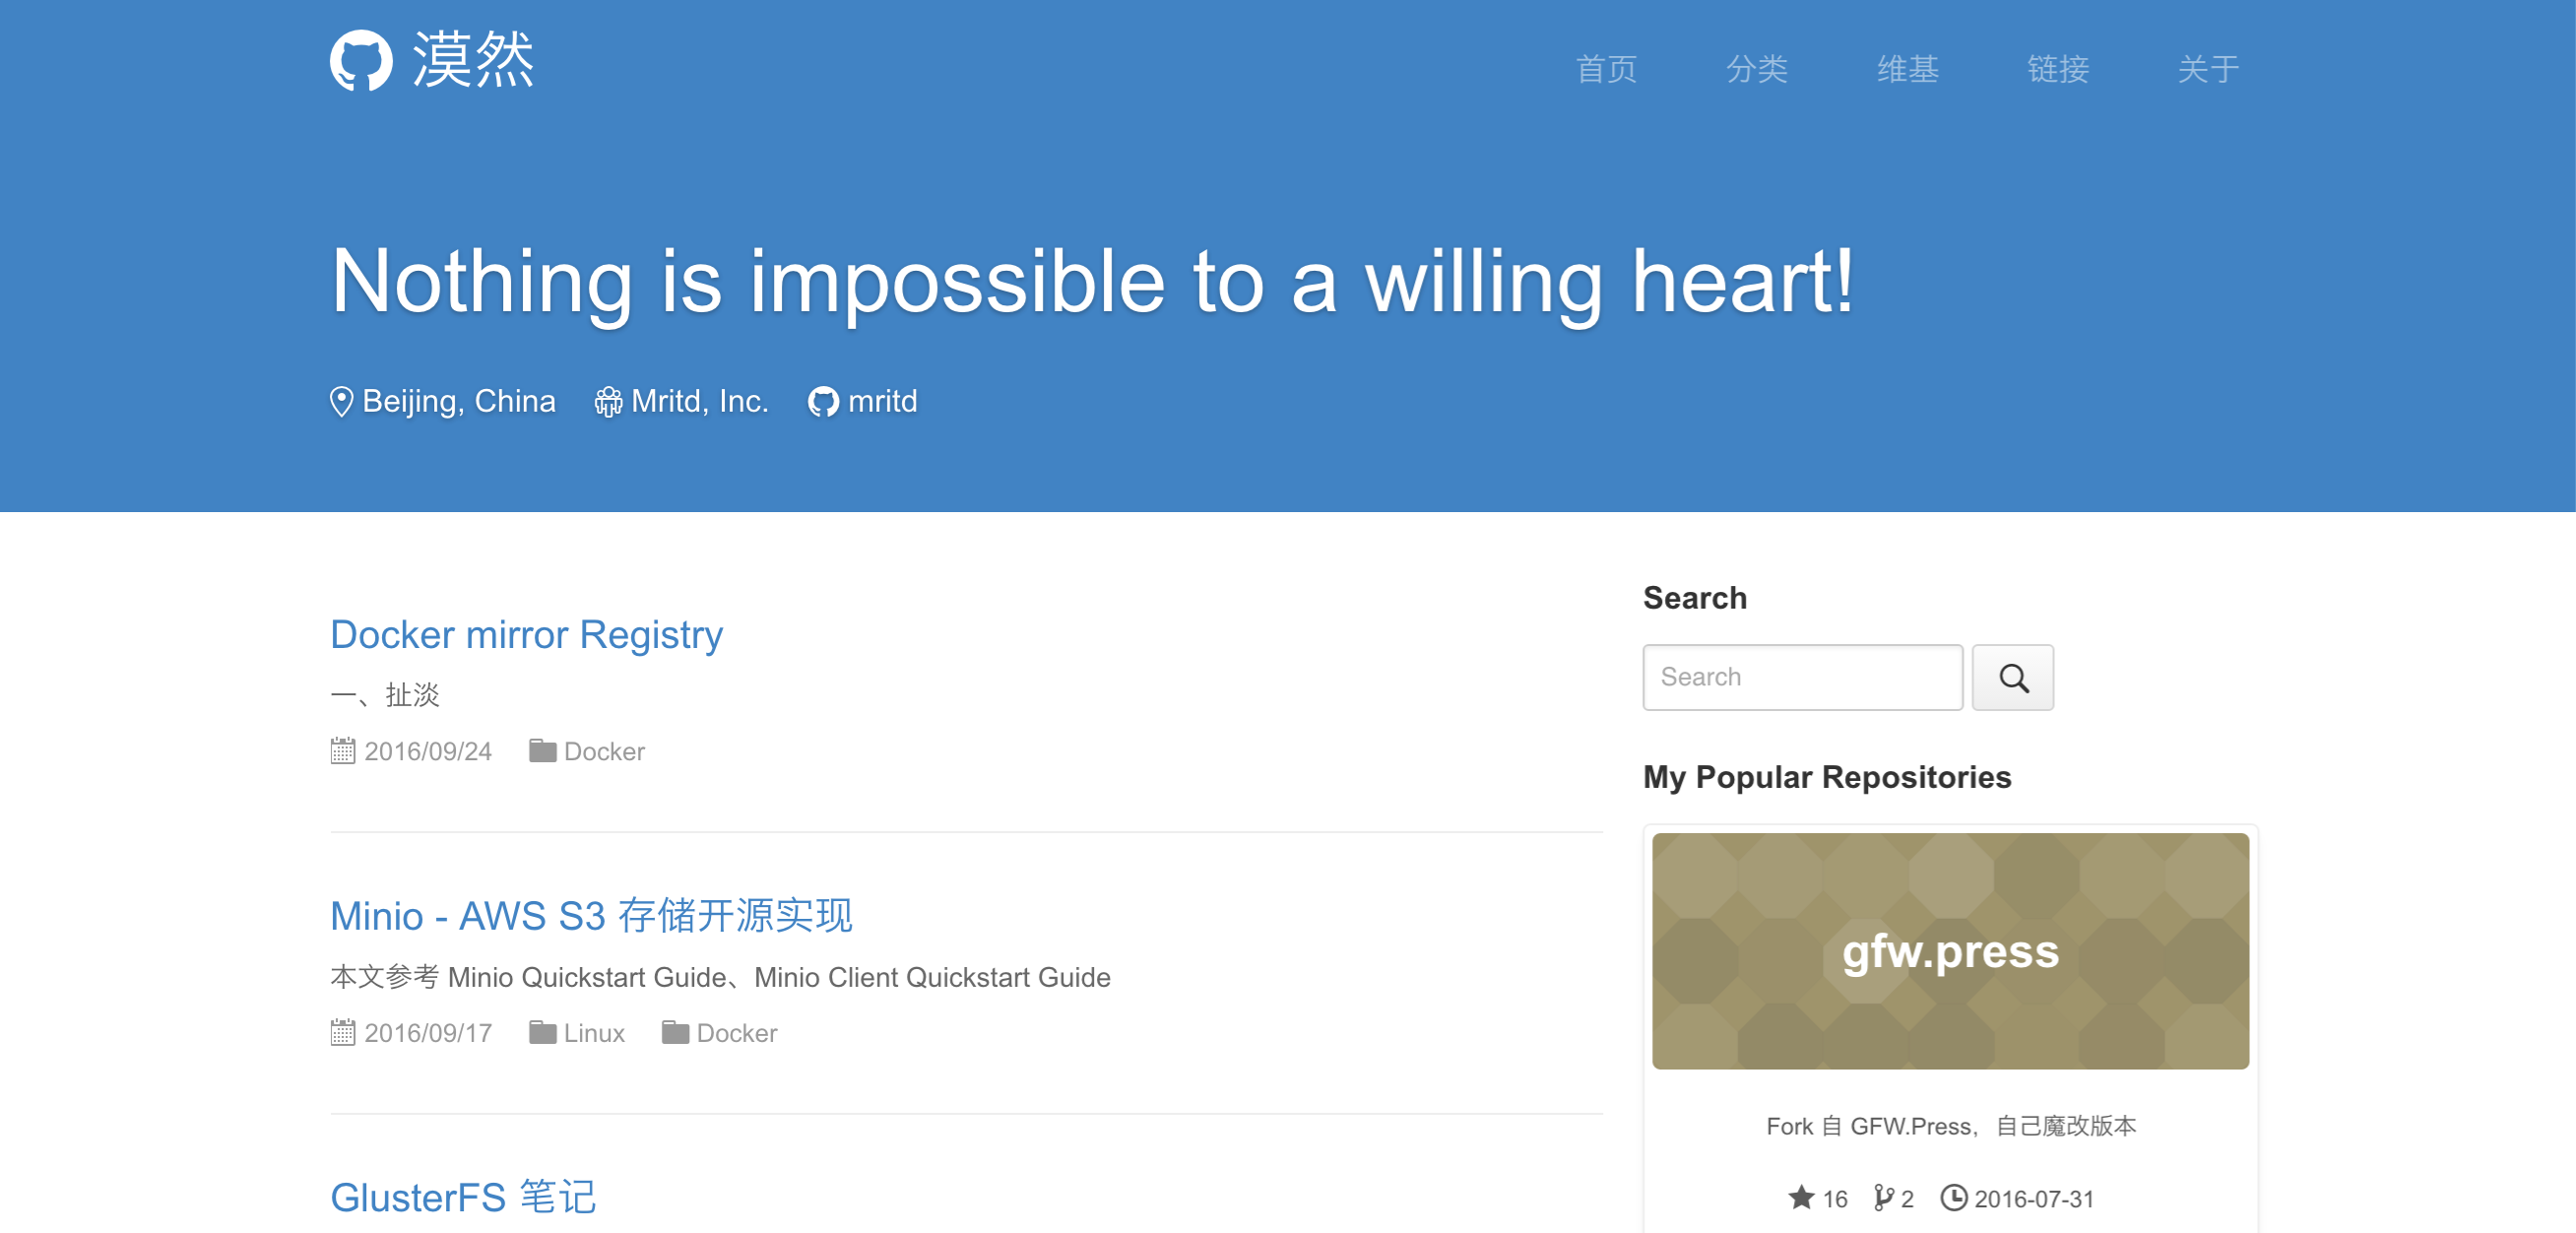 漠然
首页 分类 维基 链接 关于
Nothing is impossible to a willing heart!
Beijing, China Mritd, Inc. mritd
Docker mirror Registry
一、扯淡
2016/09/24 Docker
Minio - AWS S3 存储开源实现
本文参考 Minio Quickstart Guide、Minio Client Quickstart Guide
2016/09/17 Linux Docker
GlusterFS 笔记
Search
Search
My Popular Repositories
gfw.press
Fork 自 GFW.Press，自己魔改版本
16 2 2016-07-31